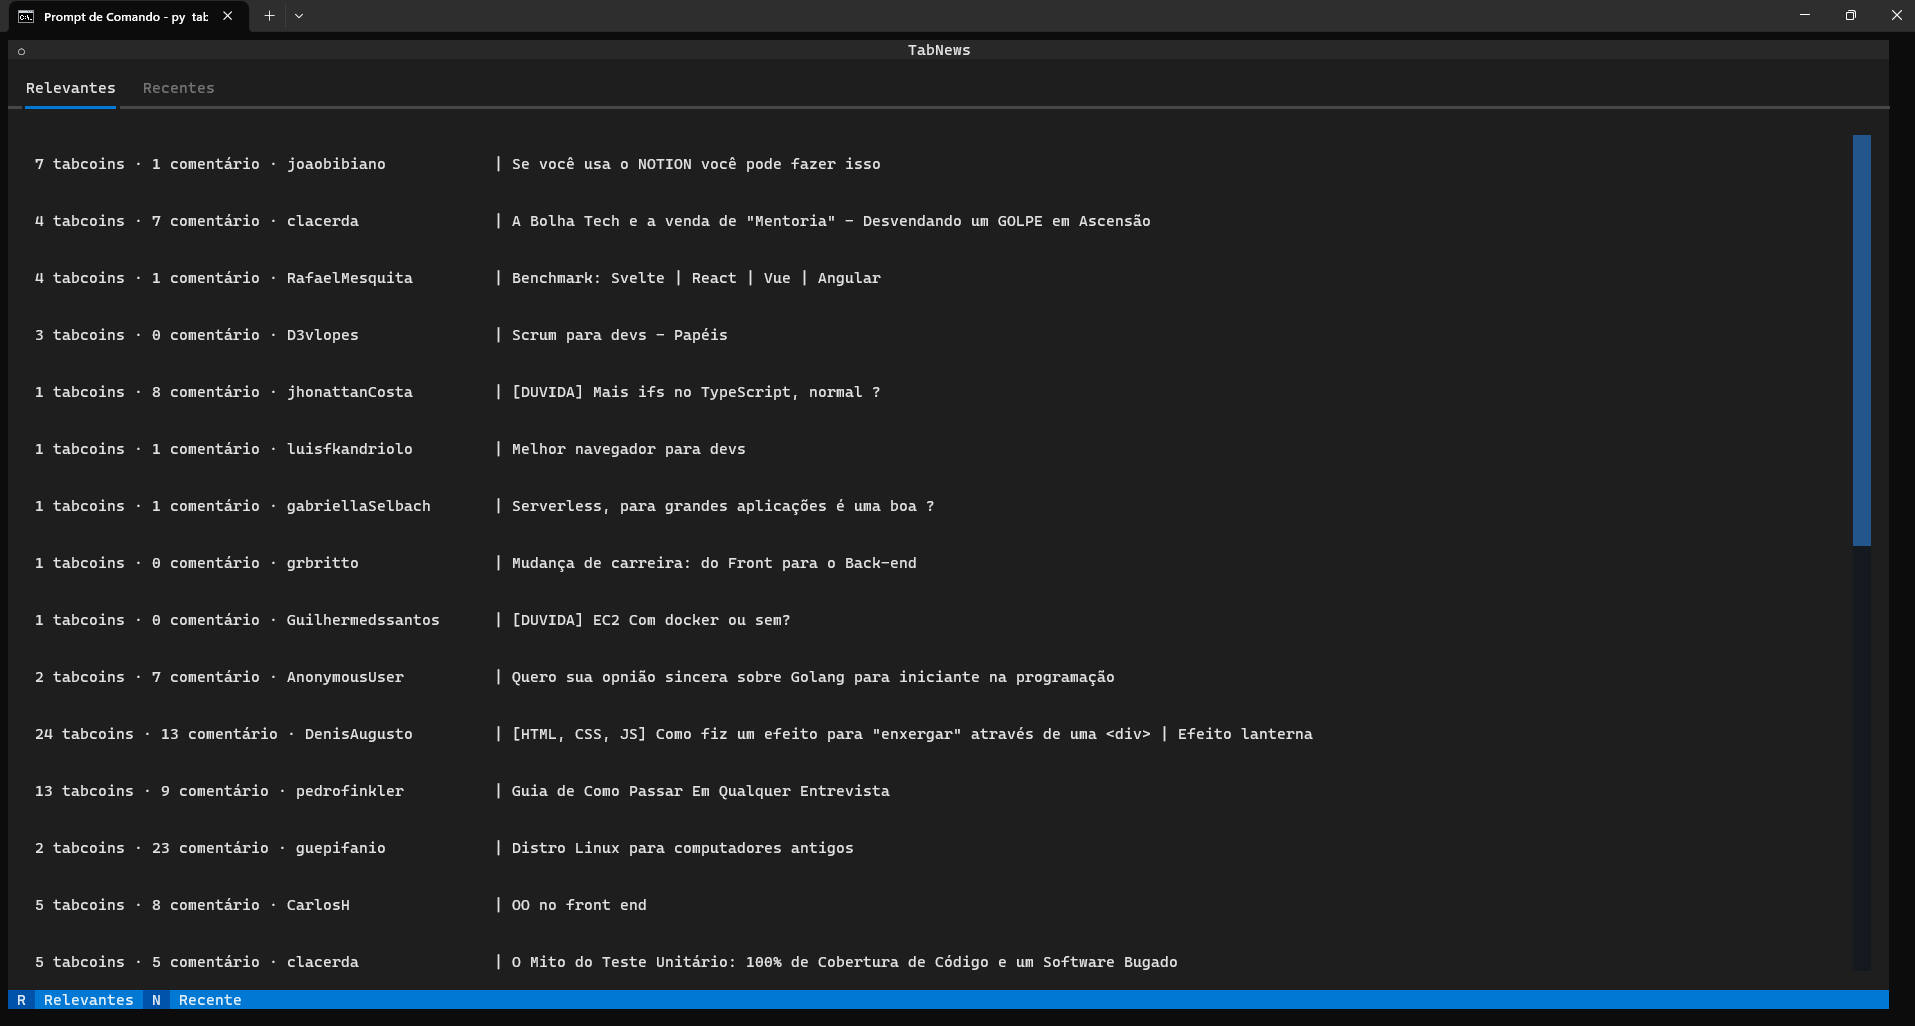 Prompt de Comando - py tab
TabNews
Relevantes Recentes
7 tabcoins · 1 comentário · joaobibiano | Se você usa o NOTION você pode fazer isso
4 tabcoins · 7 comentário · clacerda | A Bolha Tech e a venda de "Mentoria" - Desvendando um GOLPE em Ascensão
4 tabcoins · 1 comentário · RafaelMesquita | Benchmark: Svelte | React | Vue | Angular
3 tabcoins · 0 comentário · D3vlopes | Scrum para devs - Papéis
1 tabcoins · 8 comentário · jhonattanCosta | [DUVIDA] Mais ifs no TypeScript, normal ?
1 tabcoins · 1 comentário · luisfkandriolo | Melhor navegador para devs
1 tabcoins · 1 comentário · gabriellaSelbach | Serverless, para grandes aplicações é uma boa ?
1 tabcoins · 0 comentário · grbritto | Mudança de carreira: do Front para o Back-end
1 tabcoins · 0 comentário · Guilhermedssantos | [DUVIDA] EC2 Com docker ou sem?
2 tabcoins · 7 comentário · AnonymousUser | Quero sua opnião sincera sobre Golang para iniciante na programação
24 tabcoins · 13 comentário · DenisAugusto | [HTML, CSS, JS] Como fiz um efeito para "enxergar" através de uma <div> | Efeito lanterna
13 tabcoins · 9 comentário · pedrofinkler | Guia de Como Passar Em Qualquer Entrevista
2 tabcoins · 23 comentário · guepifanio | Distro Linux para computadores antigos
5 tabcoins · 8 comentário · CarlosH | OO no front end
5 tabcoins · 5 comentário · clacerda | O Mito do Teste Unitário: 100% de Cobertura de Código e um Software Bugado
R Relevantes N Recente